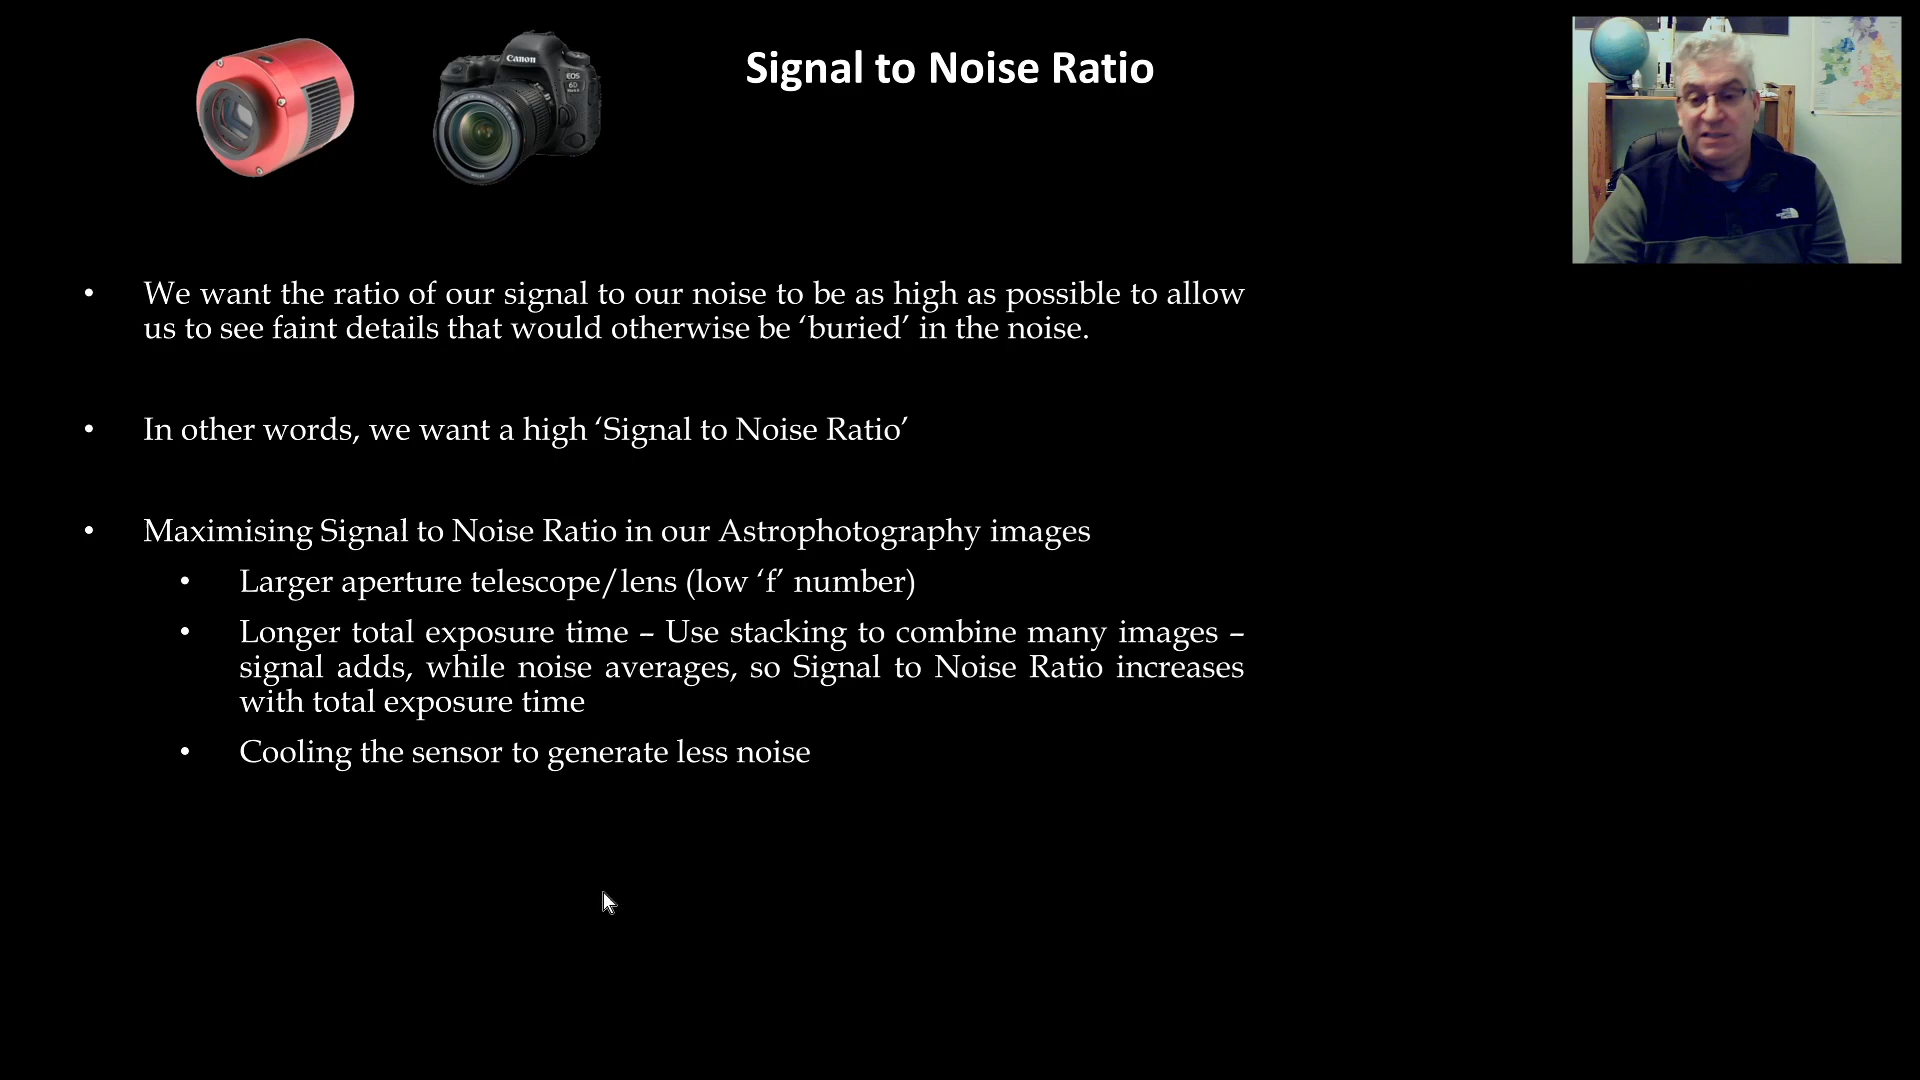 Signal to Noise Ratio
Canon
EOS
6D
• We want the ratio of our signal to our noise to be as high as possible to allow
us to see faint details that would otherwise be ‘buried’ in the noise.
• In other words, we want a high ‘Signal to Noise Ratio’
• Maximising Signal to Noise Ratio in our Astrophotography images
• Larger aperture telescope/lens (low ‘f’ number)
• Longer total exposure time – Use stacking to combine many images –
signal adds, while noise averages, so Signal to Noise Ratio increases
with total exposure time
• Cooling the sensor to generate less noise